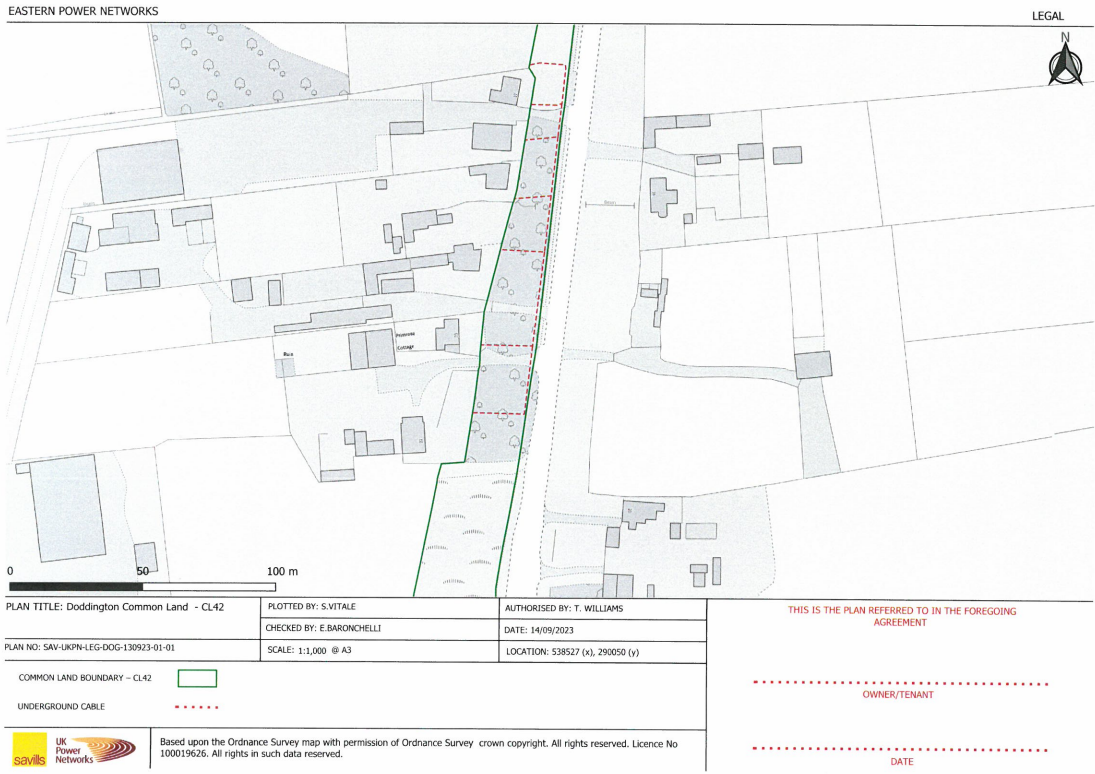 EASTERN POWER NETWORKS
LEGAL
N
Primrose
Cottage
Ruin
0 50 100 m
PLAN TITLE: Doddington Common Land - CL42
PLOTTED BY: S.VITALE
AUTHORISED BY: T. WILLIAMS
CHECKED BY: E.BARONCHELLI
DATE: 14/09/2023
PLAN NO: SAV-UKPN-LEG-DOG-130923-01-01
SCALE: 1:1,000 @ A3
LOCATION: 538527 (x), 290050 (y)
COMMON LAND BOUNDARY – CL42
UNDERGROUND CABLE
THIS IS THE PLAN REFERRED TO IN THE FOREGOING
AGREEMENT
OWNER/TENANT
DATE
savills
UK
Power
Networks
Based upon the Ordnance Survey map with permission of Ordnance Survey crown copyright. All rights reserved. Licence No
100019626. All rights in such data reserved.